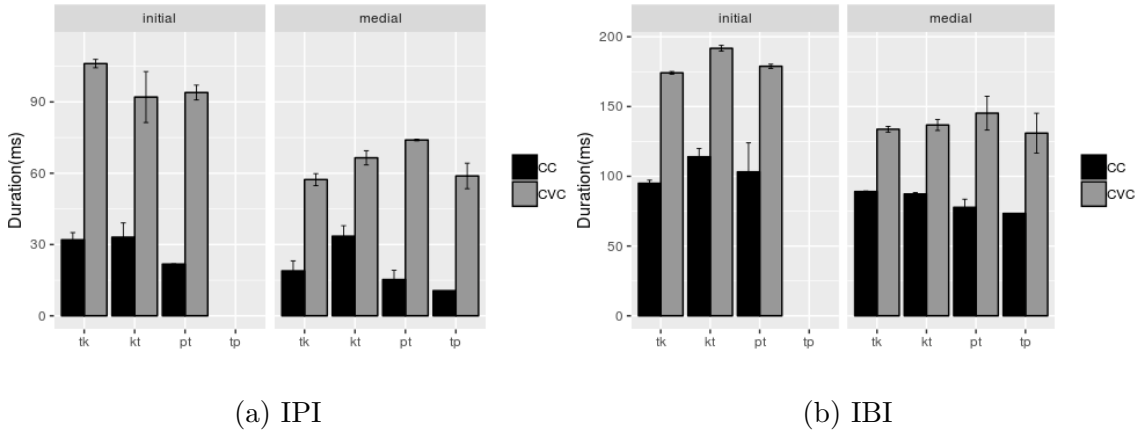 initial medial
Duration(ms)
90
60
30
0
tk kt pt tp tk kt pt tp
CC
CVC
(a) IPI
initial medial
Duration(ms)
200
150
100
50
0
tk kt pt tp tk kt pt tp
CC
CVC
(b) IBI